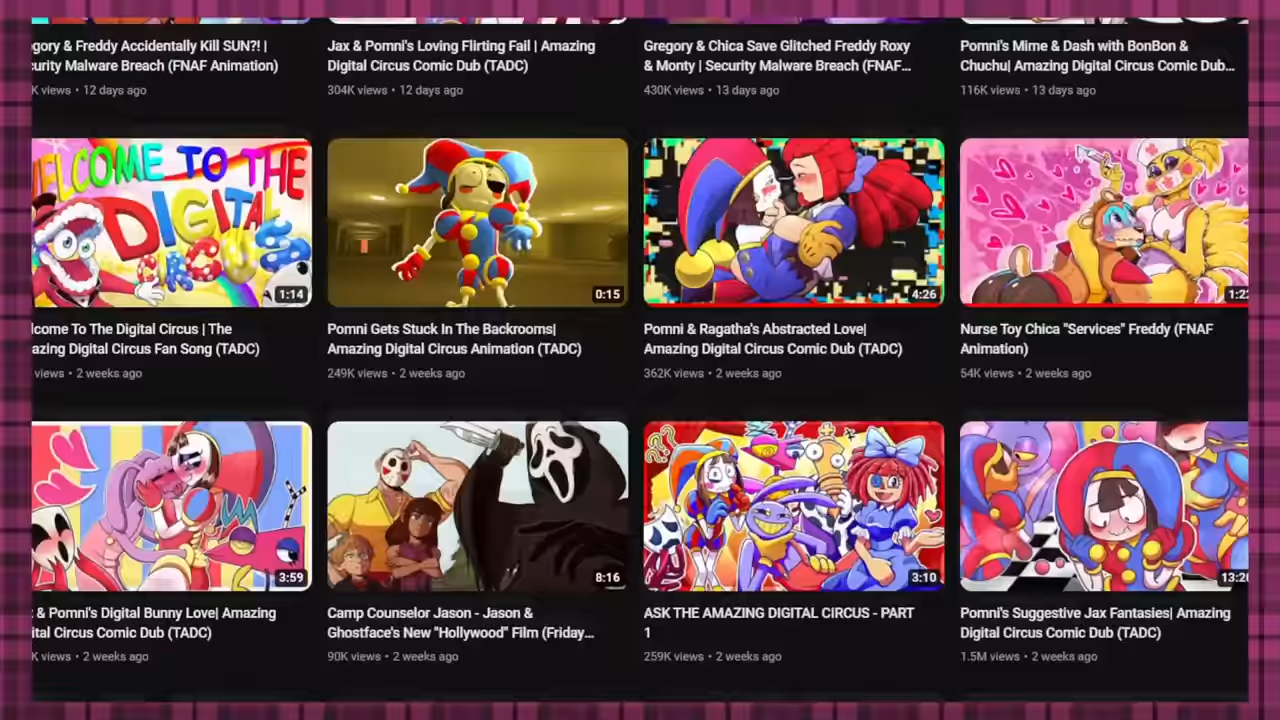 gory & Freddy Accidentally Kill SUN?! |
curity Malware Breach (FNAF Animation)
K views • 12 days ago
Jax & Pomni's Loving Flirting Fail | Amazing
Digital Circus Comic Dub (TADC)
304K views • 12 days ago
Gregory & Chica Save Glitched Freddy Roxy
& Monty | Security Malware Breach (FNAF...
430K views • 13 days ago
Pomni's Mime & Dash with BonBon &
Chuchu| Amazing Digital Circus Comic Dub...
116K views • 13 days ago
WELCOME TO THE
DIGITAL
CIRCUS
1:14
0:15
4:26
1:22
lcome To The Digital Circus | The
azing Digital Circus Fan Song (TADC)
views • 2 weeks ago
Pomni Gets Stuck In The Backrooms|
Amazing Digital Circus Animation (TADC)
249K views • 2 weeks ago
Pomni & Ragatha's Abstracted Love|
Amazing Digital Circus Comic Dub (TADC)
362K views • 2 weeks ago
Nurse Toy Chica "Services" Freddy (FNAF
Animation)
54K views • 2 weeks ago
3:59
8:16
3:10
13:20
& Pomni's Digital Bunny Love| Amazing
ital Circus Comic Dub (TADC)
K views • 2 weeks ago
Camp Counselor Jason - Jason &
Ghostface's New "Hollywood" Film (Friday...
90K views • 2 weeks ago
ASK THE AMAZING DIGITAL CIRCUS - PART
1
259K views • 2 weeks ago
Pomni's Suggestive Jax Fantasies| Amazing
Digital Circus Comic Dub (TADC)
1.5M views • 2 weeks ago